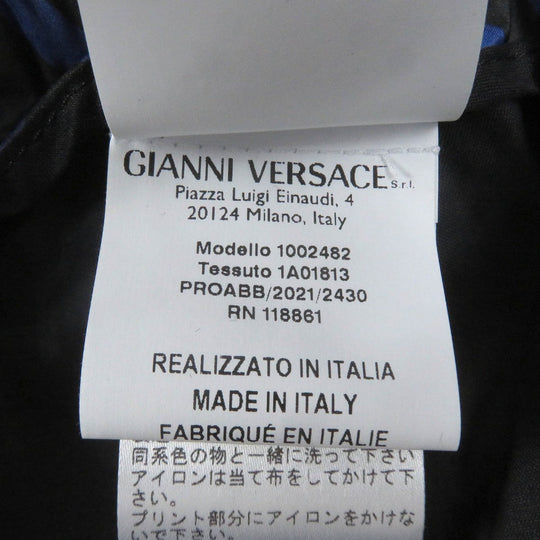 GIANNI VERSACE S.r.l.
Piazza Luigi Einaudi, 4
20124 Milano, Italy
Modello 1002482
Tessuto 1A01813
PROABB/2021/2430
RN 118861
REALIZZATO IN ITALIA
MADE IN ITALY
FABRIQUÉ EN ITALIE
同系色の物と一緒に洗って下さい
アイロンは当て布をしてかけて下
さい。
プリント部分にアイロンをかけな
いで下さい。